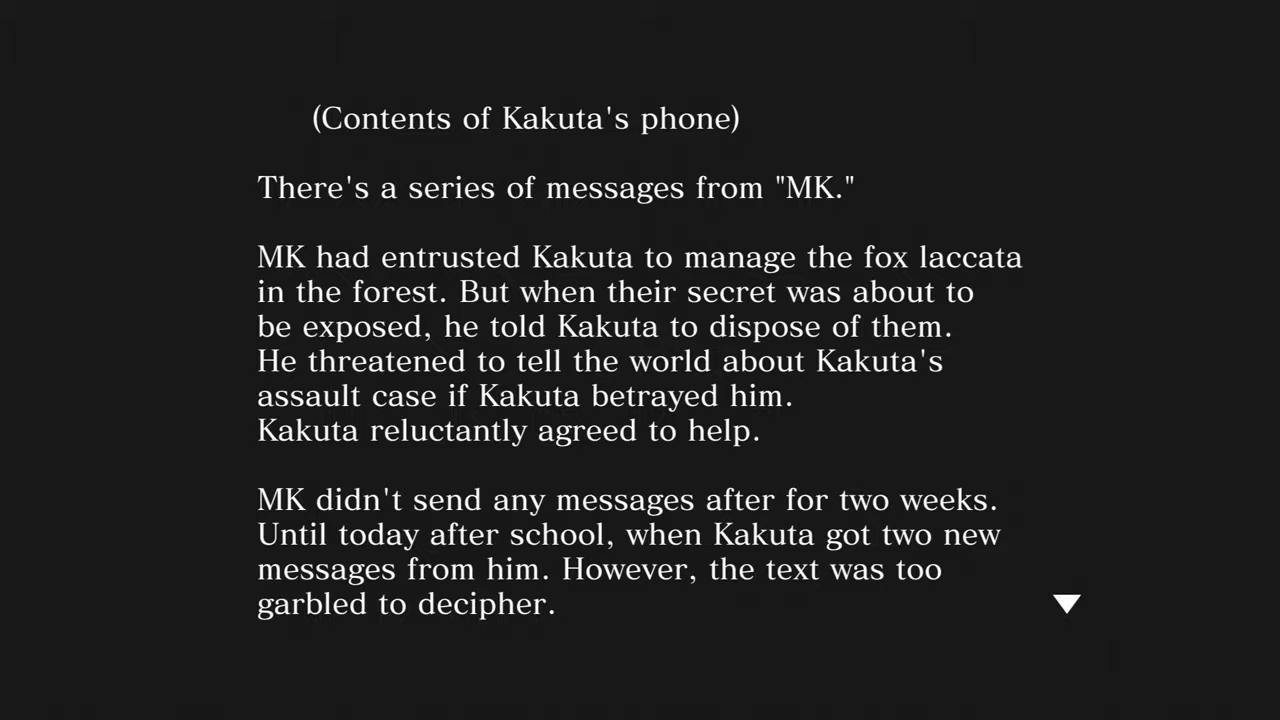 (Contents of Kakuta's phone)
There's a series of messages from "MK."
MK had entrusted Kakuta to manage the fox laccata
in the forest. But when their secret was about to
be exposed, he told Kakuta to dispose of them.
He threatened to tell the world about Kakuta's
assault case if Kakuta betrayed him.
Kakuta reluctantly agreed to help.
MK didn't send any messages after for two weeks.
Until today after school, when Kakuta got two new
messages from him. However, the text was too
garbled to decipher.